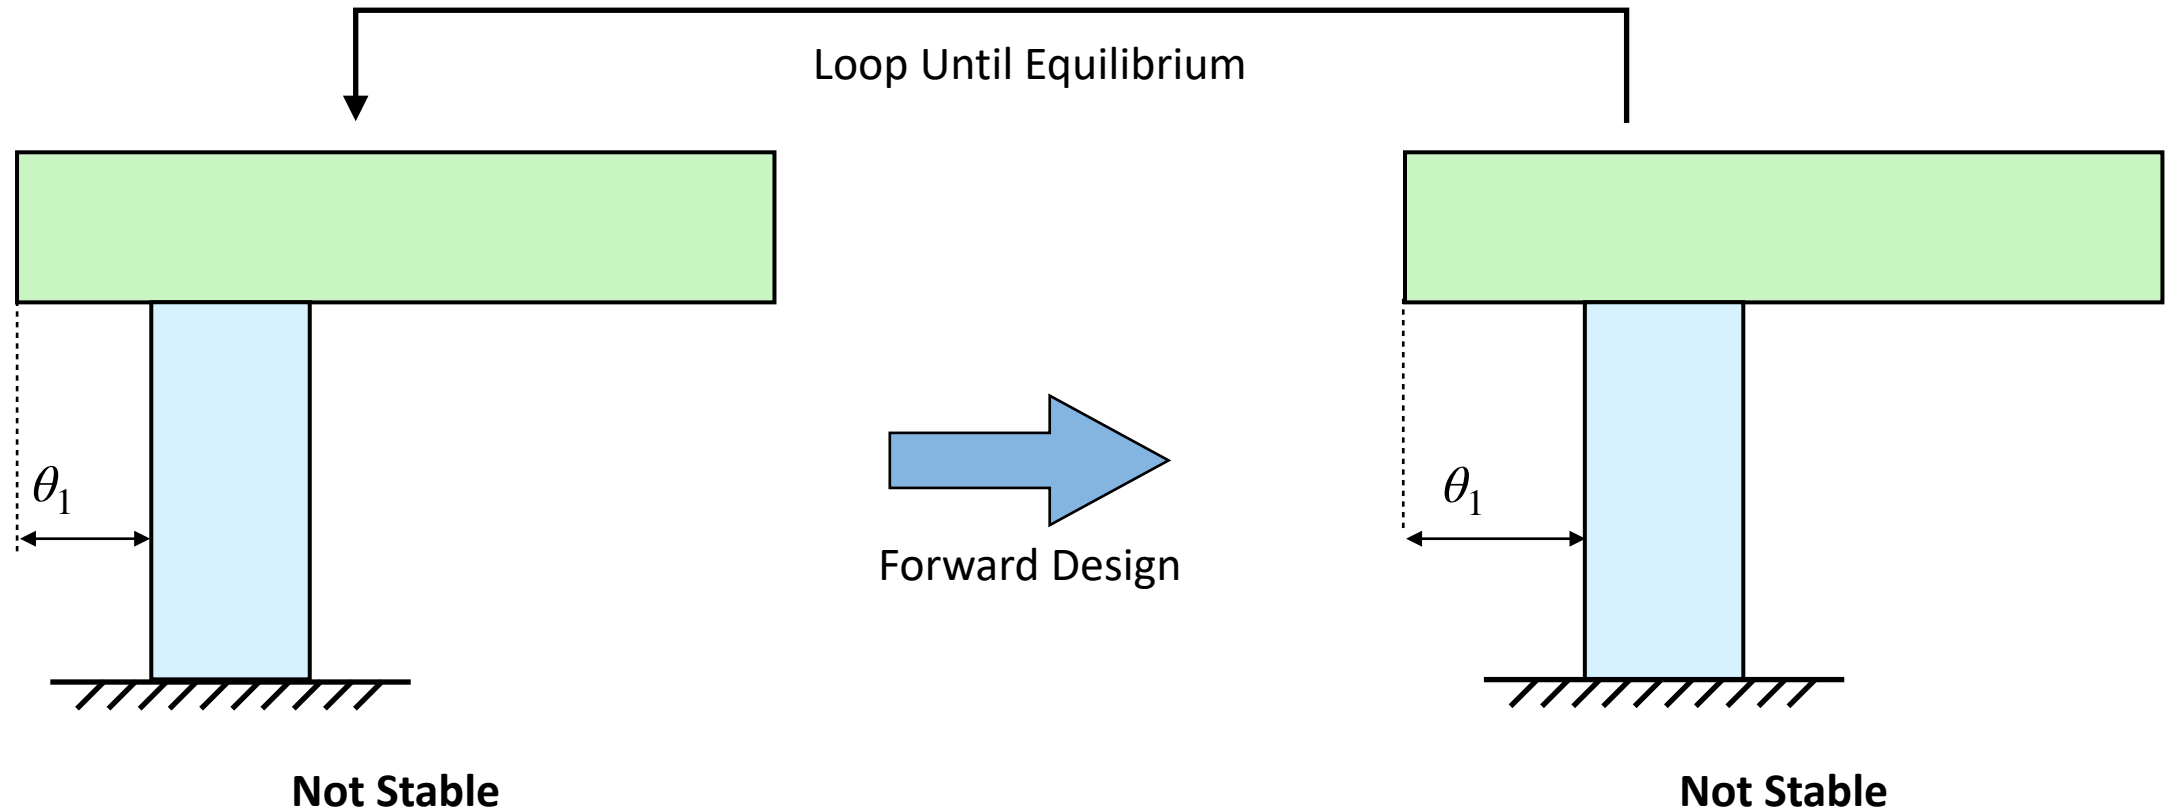 Loop Until Equilibrium
θ₁
θ₁
Forward Design
Not Stable
Not Stable